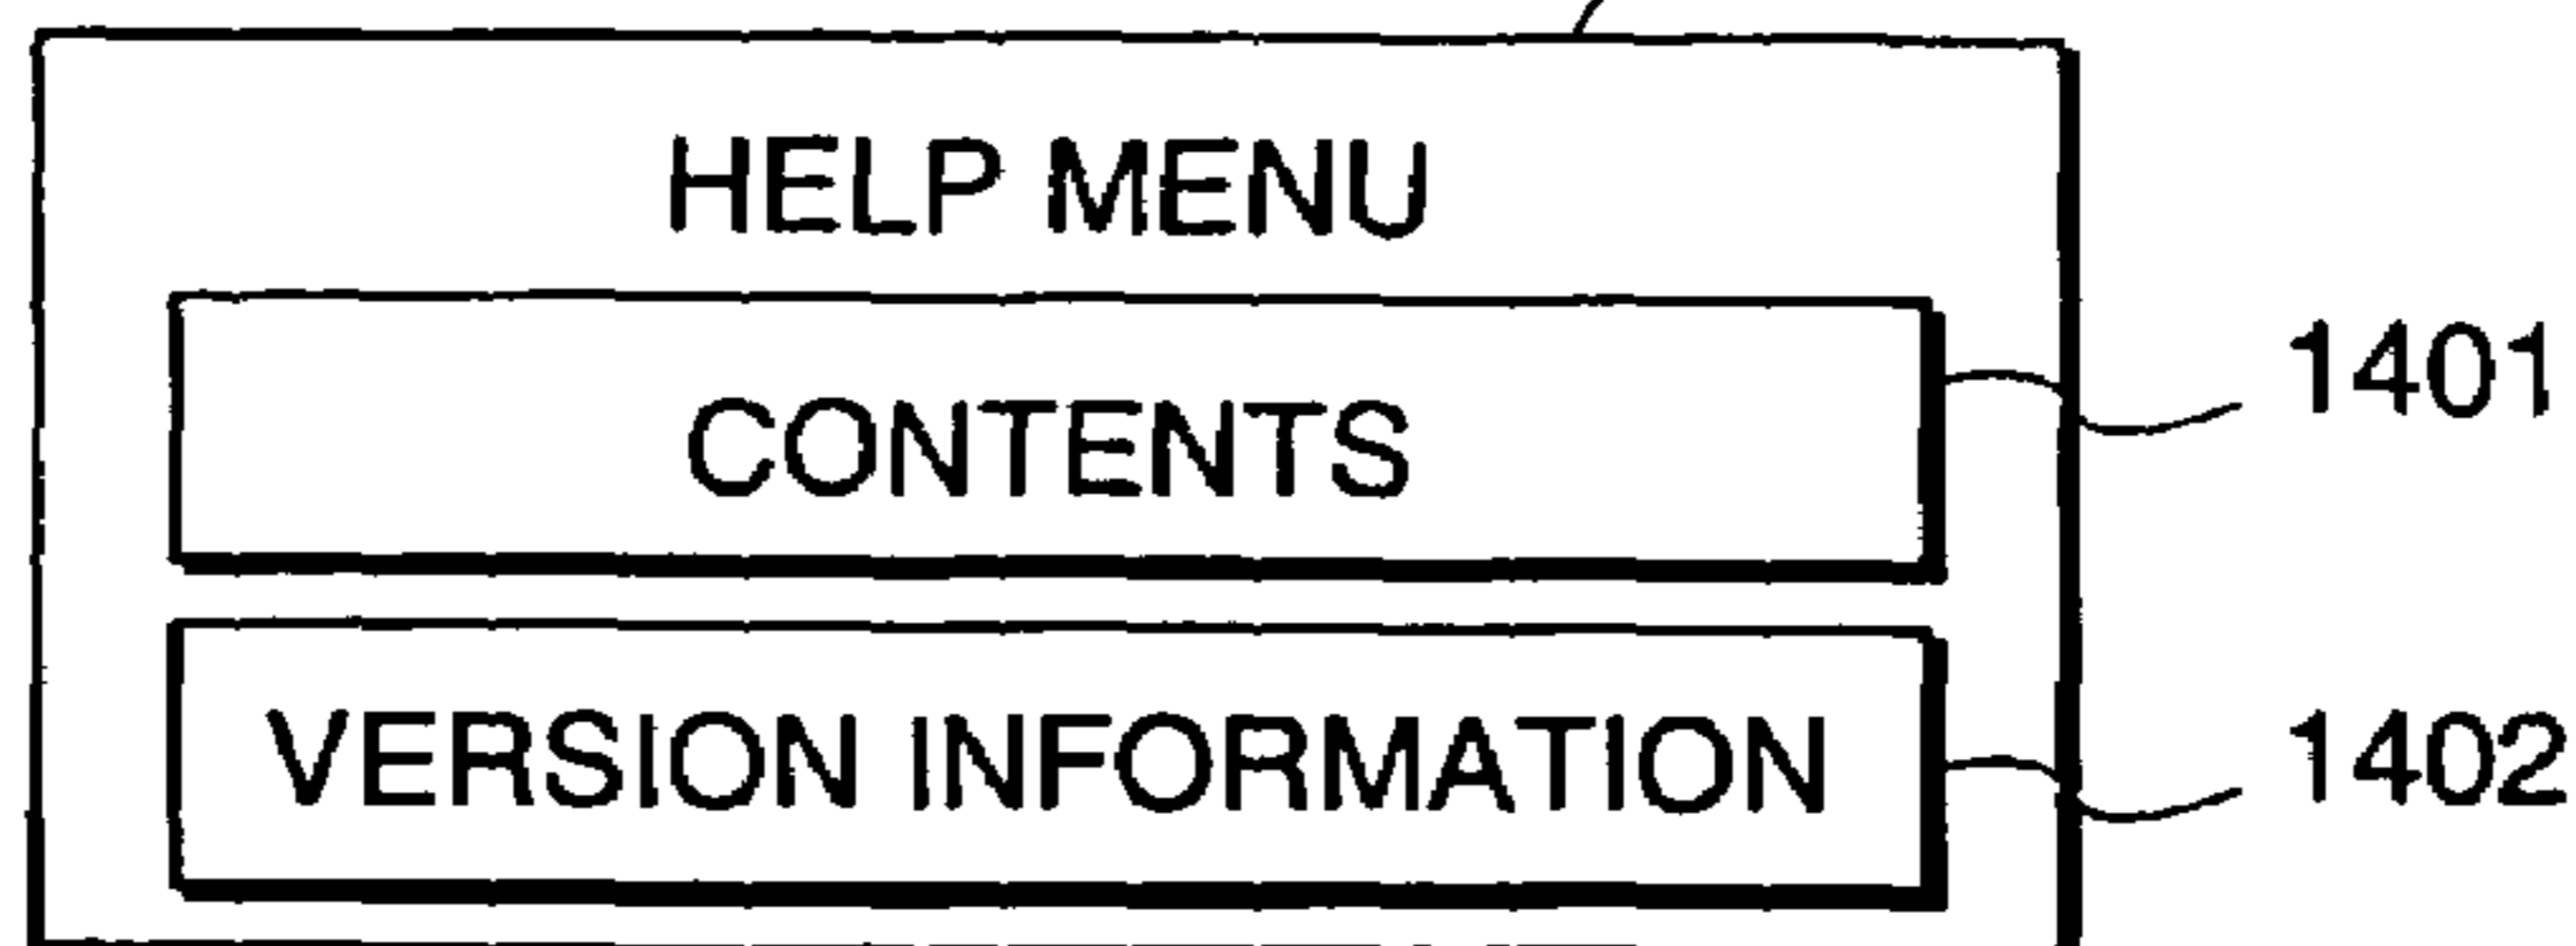 HELP MENU
CONTENTS
1401
VERSION INFORMATION
1402